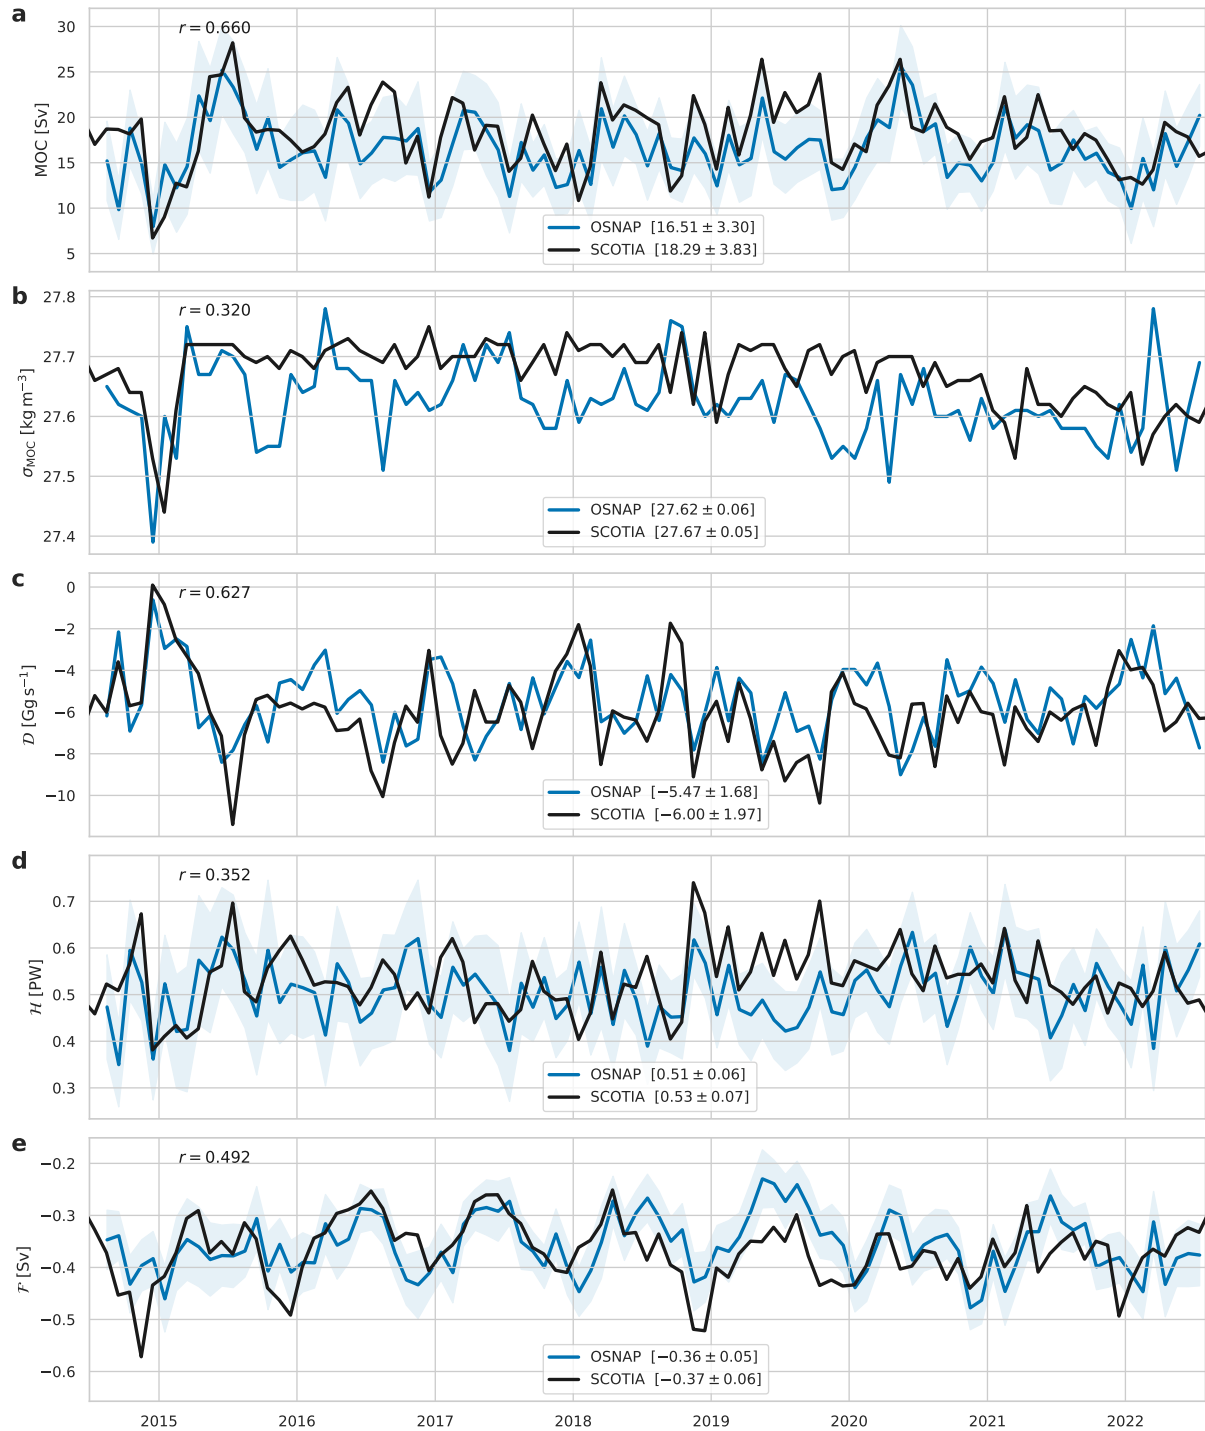 a
r = 0.660
30
25
20
15
10
5
MOC [Sv]
OSNAP [16.51 ± 3.30]
SCOTIA [18.29 ± 3.83]
b
r = 0.320
27.8
27.7
27.6
27.5
27.4
σMOC [kg m⁻³]
OSNAP [27.62 ± 0.06]
SCOTIA [27.67 ± 0.05]
c
r = 0.627
0
−2
−4
−6
−8
−10
𝒟 [Gg s⁻¹]
OSNAP [−5.47 ± 1.68]
SCOTIA [−6.00 ± 1.97]
d
r = 0.352
0.7
0.6
0.5
0.4
0.3
ℋ [PW]
OSNAP [0.51 ± 0.06]
SCOTIA [0.53 ± 0.07]
e
r = 0.492
−0.2
−0.3
−0.4
−0.5
−0.6
ℱ [Sv]
OSNAP [−0.36 ± 0.05]
SCOTIA [−0.37 ± 0.06]
2015 2016 2017 2018 2019 2020 2021 2022